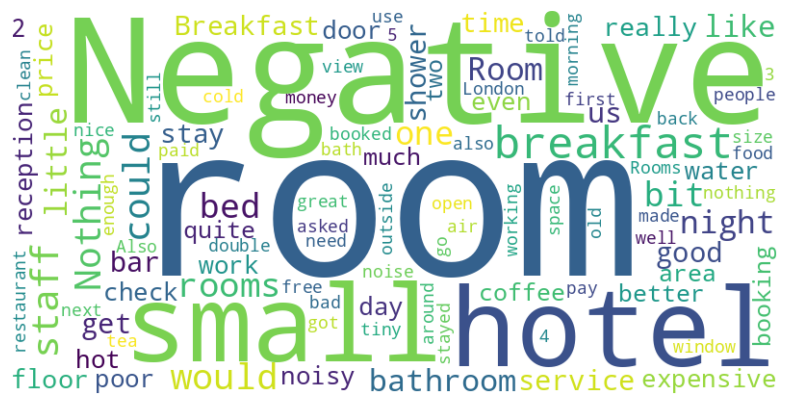 2 Breakfast door use 5 time told morning really like
clean price Negative
still view shower two Room London even first people 3
cold money
reception little nice stay booked one also us back
paid bath much breakfast size food
Nothing could room Rooms water
enough bed great outside open working space old bit nothing
quite asked need air go made night
Also double well good
bar work noise area
restaurant staff check rooms free around coffee pay better booking
next get tea small bad got day tiny stayed hotel 4
hot window
floor poor would noisy bathroom service expensive